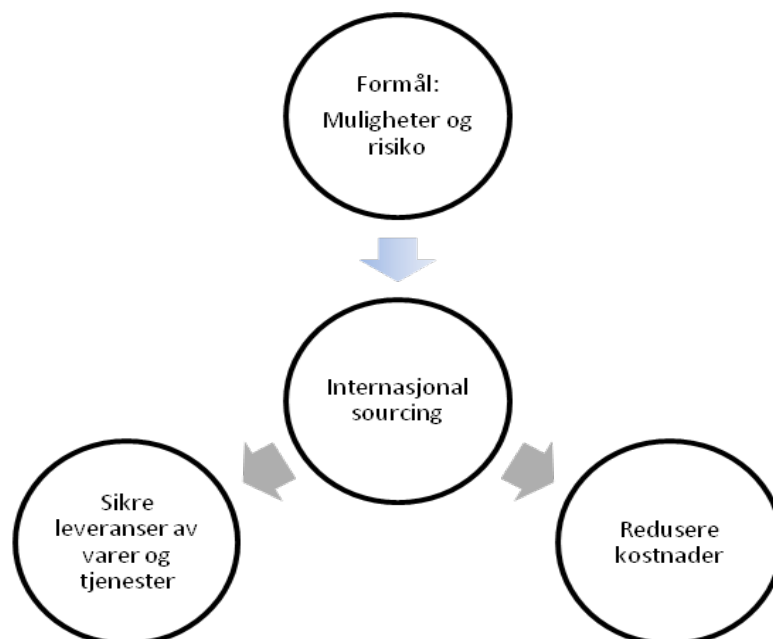 Formål:
Muligheter og
risiko
Internasjonal
sourcing
Sikre
leveranser av
varer og
tjenester
Redusere
kostnader